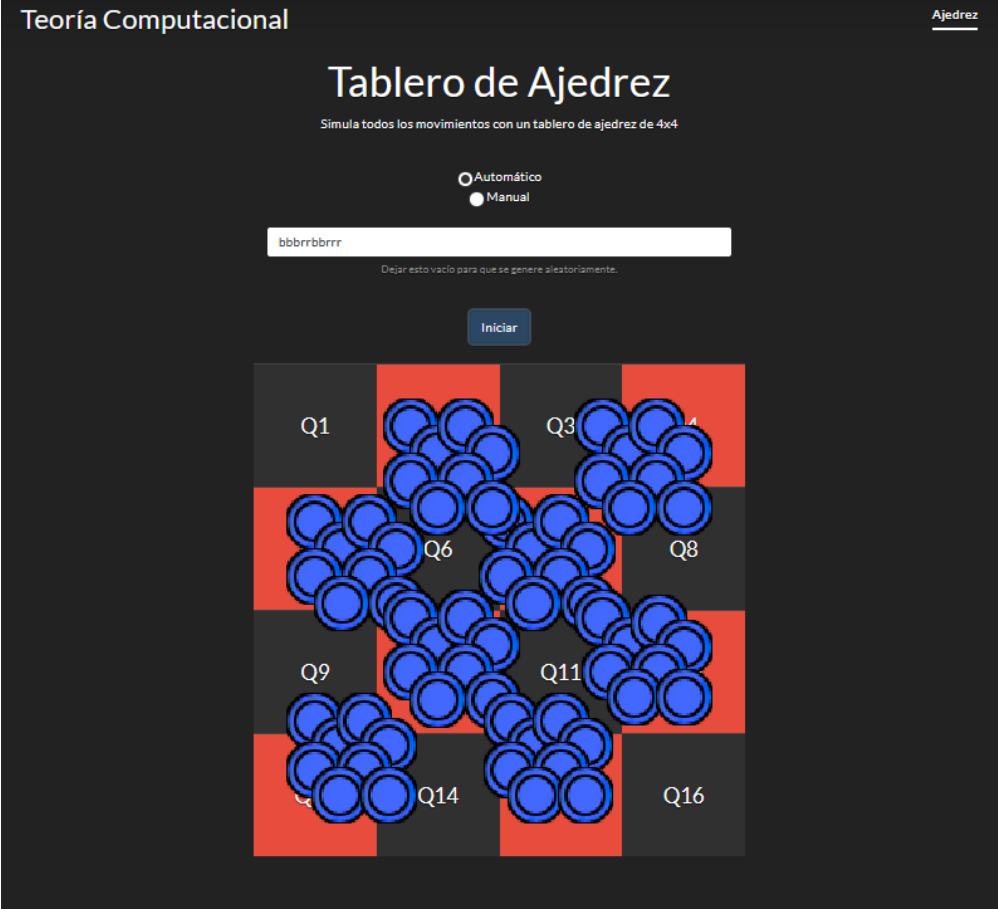 Teoría Computacional
Ajedrez
Tablero de Ajedrez
Simula todos los movimientos con un tablero de ajedrez de 4x4
Automático
Manual
bbbrrbbrrr
Dejar esto vacío para que se genere aleatoriamente.
Iniciar
Q1 Q3
Q6 Q8
Q9 Q11
Q14 Q16